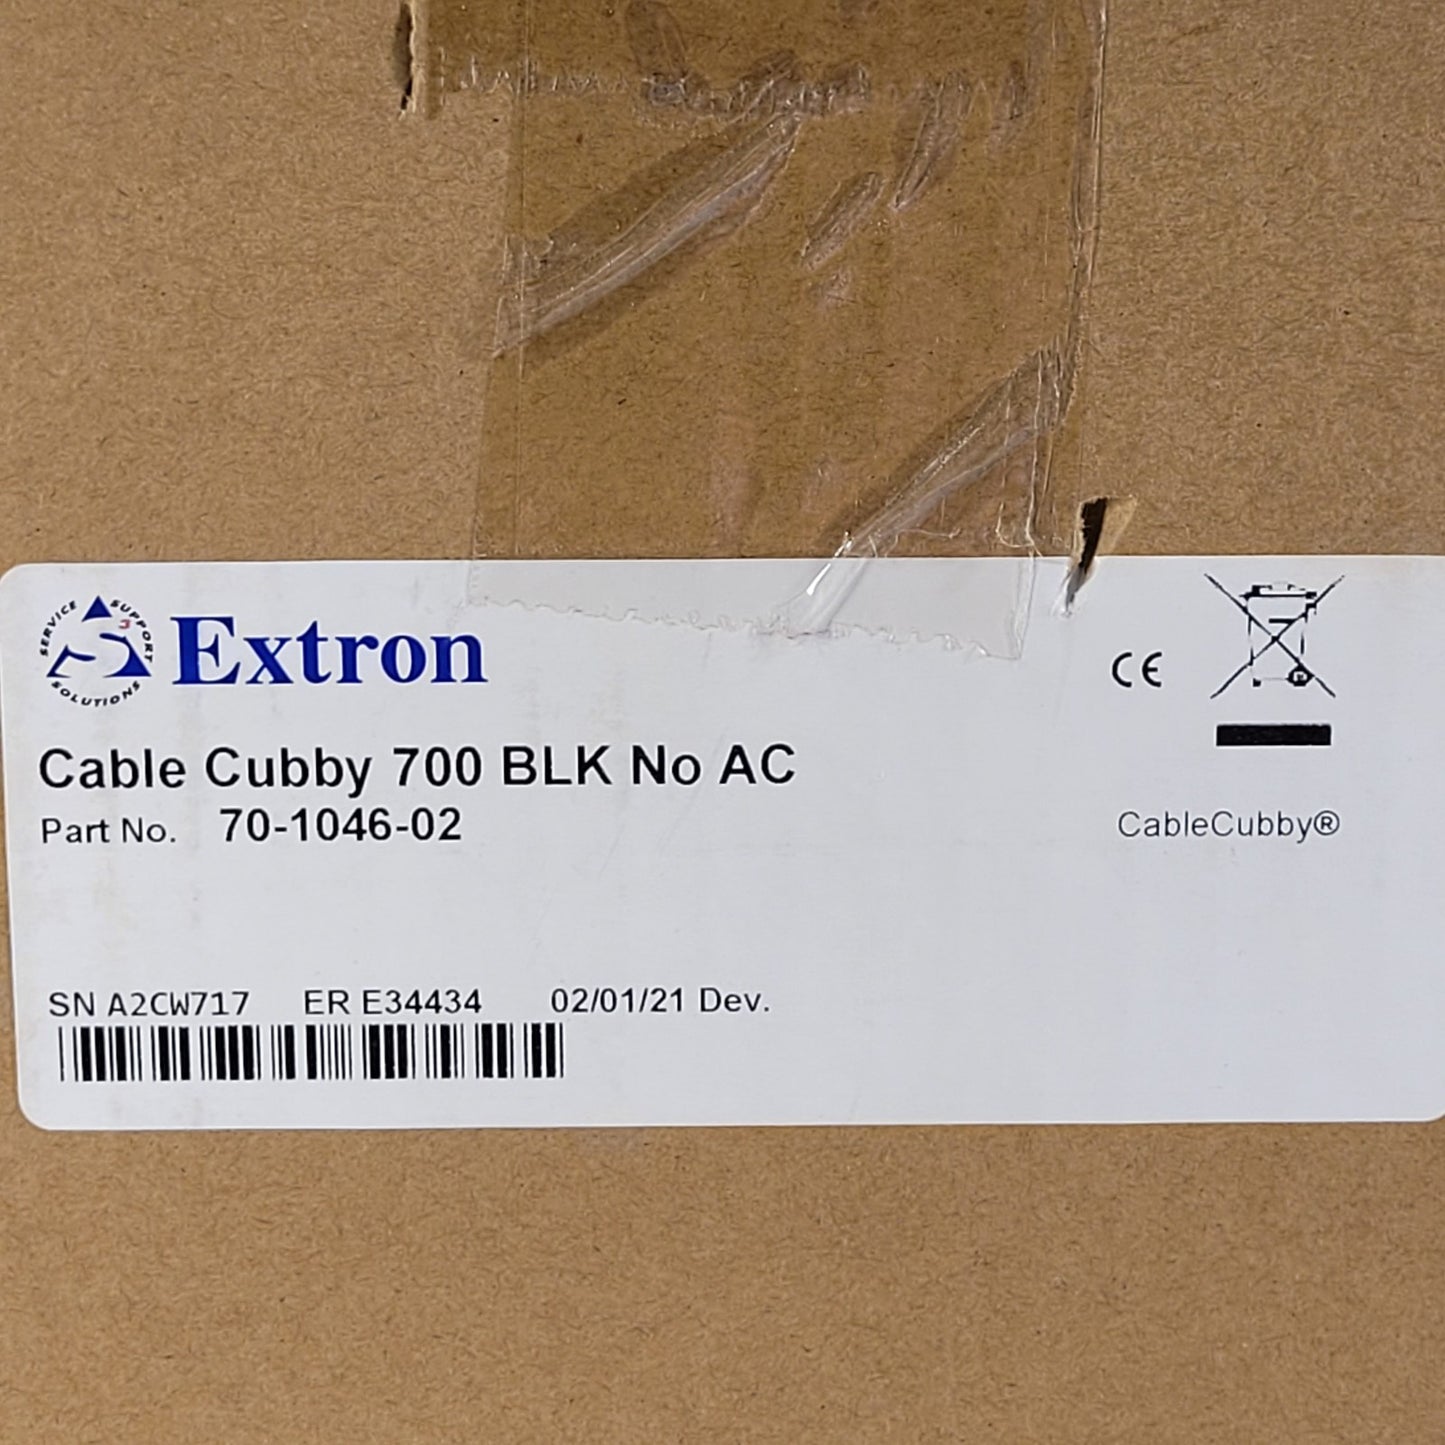 SERVICE SUPPORT SOLUTIONS
S3
Extron
CE
Cable Cubby 700 BLK No AC
Part No. 70-1046-02
CableCubby®
SN A2CW717 ER E34434 02/01/21 Dev.